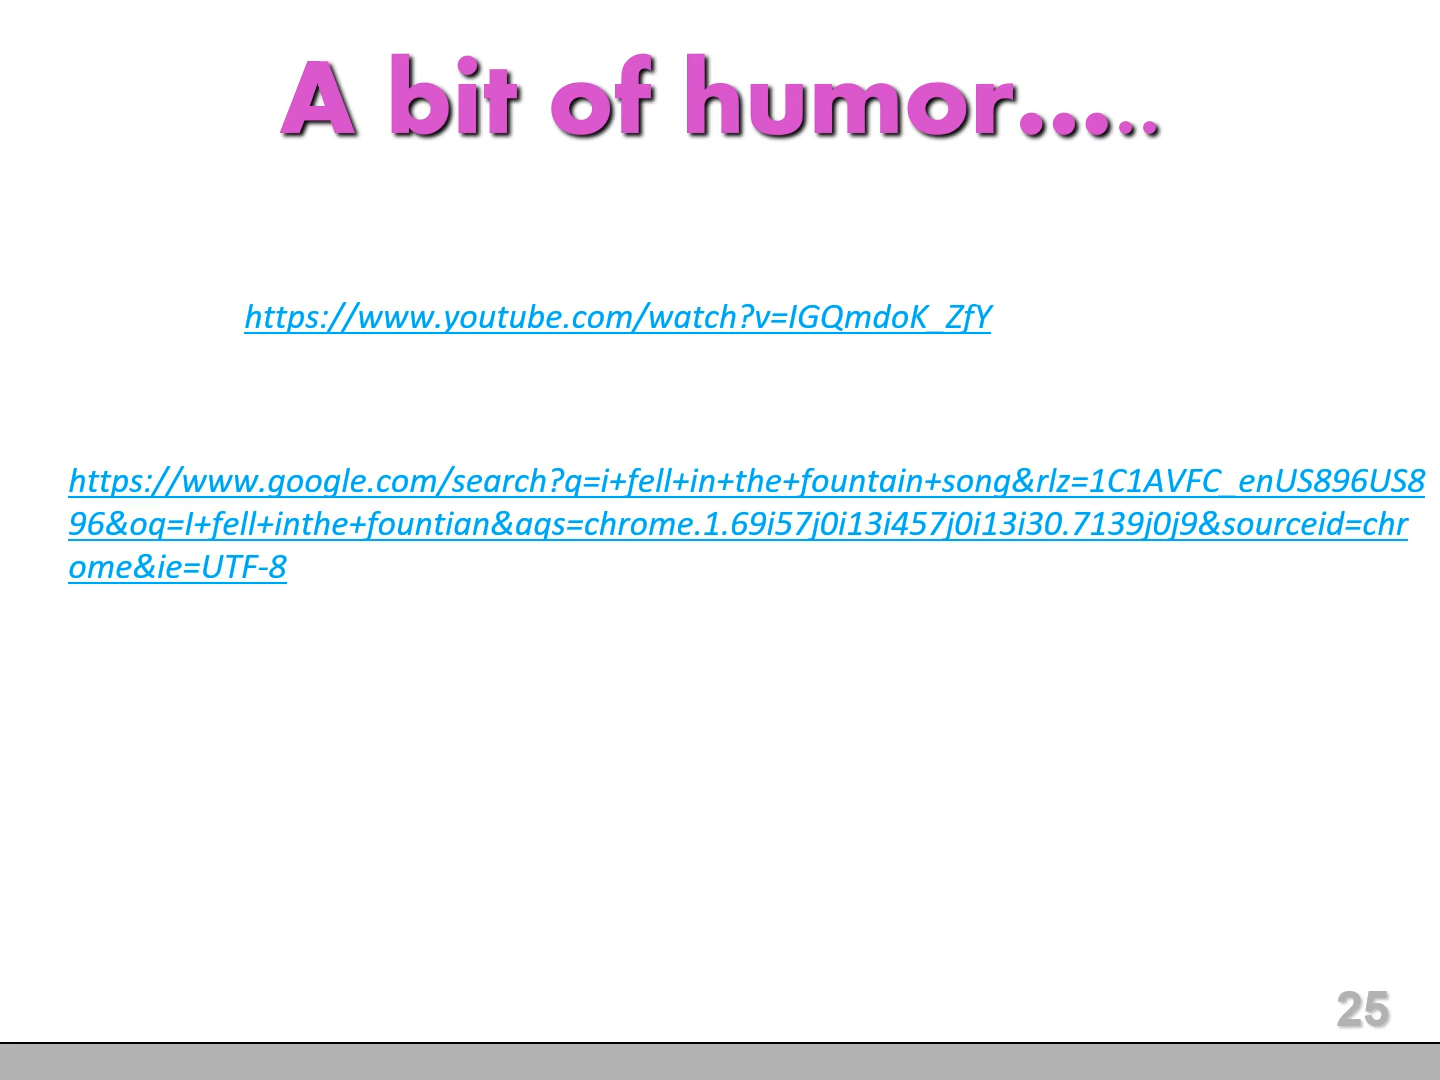 A bit of humor.....
https://www.youtube.com/watch?v=IGQmdoK_ZfY
https://www.google.com/search?q=i+fell+in+the+fountain+song&rlz=1C1AVFC_enUS896US8
96&oq=I+fell+inthe+fountian&aqs=chrome.1.69i57j0i13i457j0i13i30.7139j0j9&sourceid=chr
ome&ie=UTF-8
25